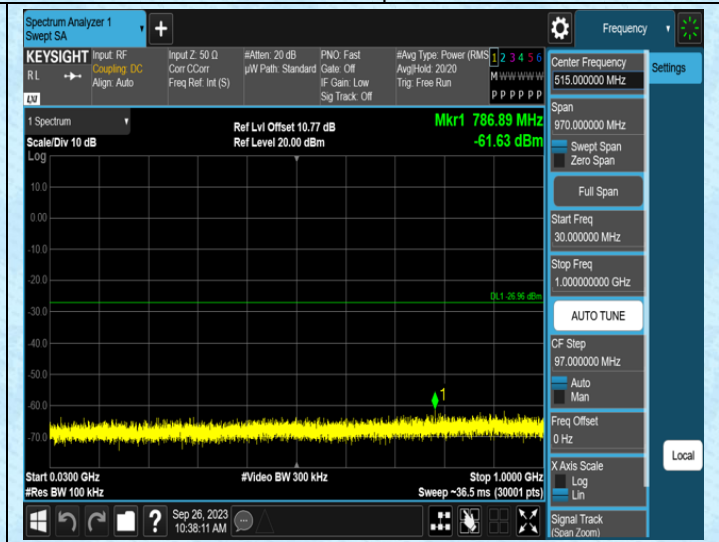 Spectrum Analyzer 1
Swept SA
Frequency
KEYSIGHT
RL
LXI
Input: RF
Coupling: DC
Align: Auto
Input Z: 50 Ω
Corr CCorr
Freq Ref: Int (S)
#Atten: 20 dB
µW Path: Standard
PNO: Fast
Gate: Off
IF Gain: Low
Sig Track: Off
#Avg Type: Power (RMS
Avg|Hold: 20/20
Trig: Free Run
1 2 3 4 5 6
M W W W W W
P P P P P P
1 Spectrum
Scale/Div 10 dB
Ref Lvl Offset 10.77 dB
Ref Level 20.00 dBm
Mkr1 786.89 MHz
-61.63 dBm
Log
10.0
0.00
-10.0
-20.0
-30.0
-40.0
-50.0
-60.0
-70.0
DL1 -26.96 dBm
1
Start 0.0300 GHz
#Res BW 100 kHz
#Video BW 300 kHz
Stop 1.0000 GHz
Sweep ~36.5 ms (30001 pts)
Sep 26, 2023
10:38:11 AM
Center Frequency
515.000000 MHz
Settings
Span
970.000000 MHz
Swept Span
Zero Span
Full Span
Start Freq
30.000000 MHz
Stop Freq
1.000000000 GHz
AUTO TUNE
CF Step
97.000000 MHz
Auto
Man
Freq Offset
0 Hz
X Axis Scale
Log
Lin
Local
Signal Track
(Span Zoom)